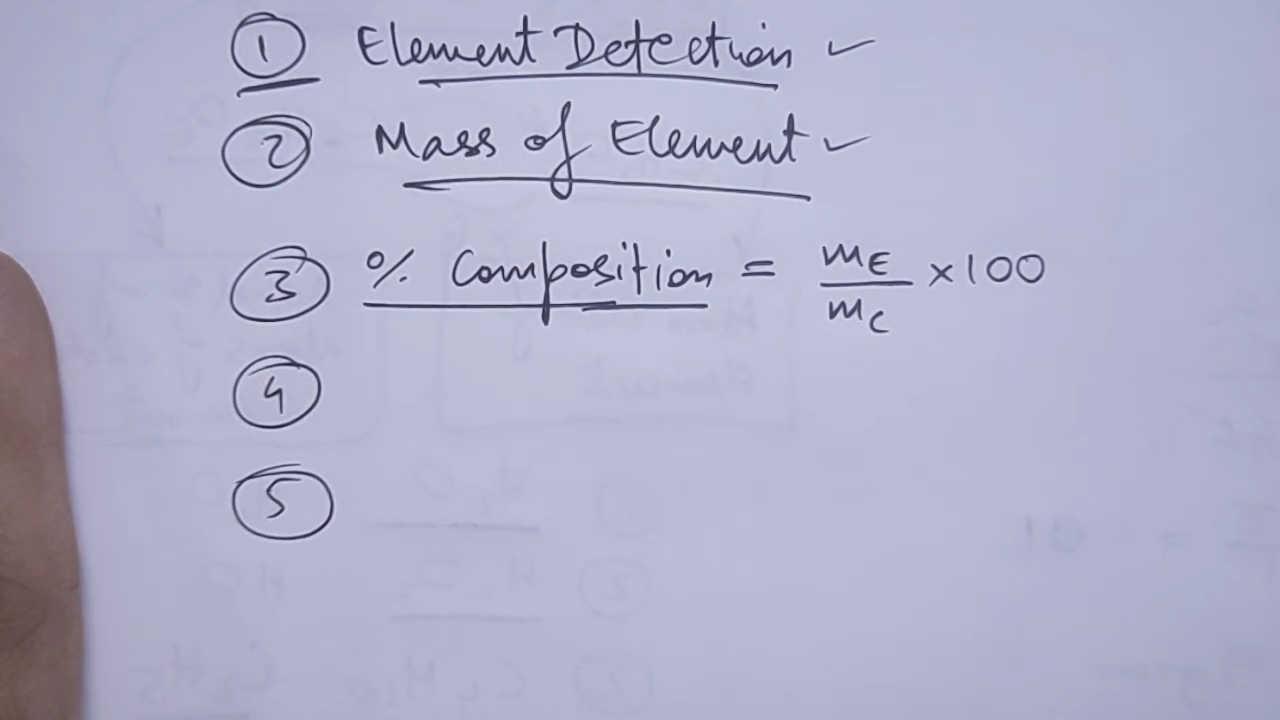 ① Element Detection ✓
② Mass of Element ✓
③ % Composition = mE/mC ×100
④
⑤